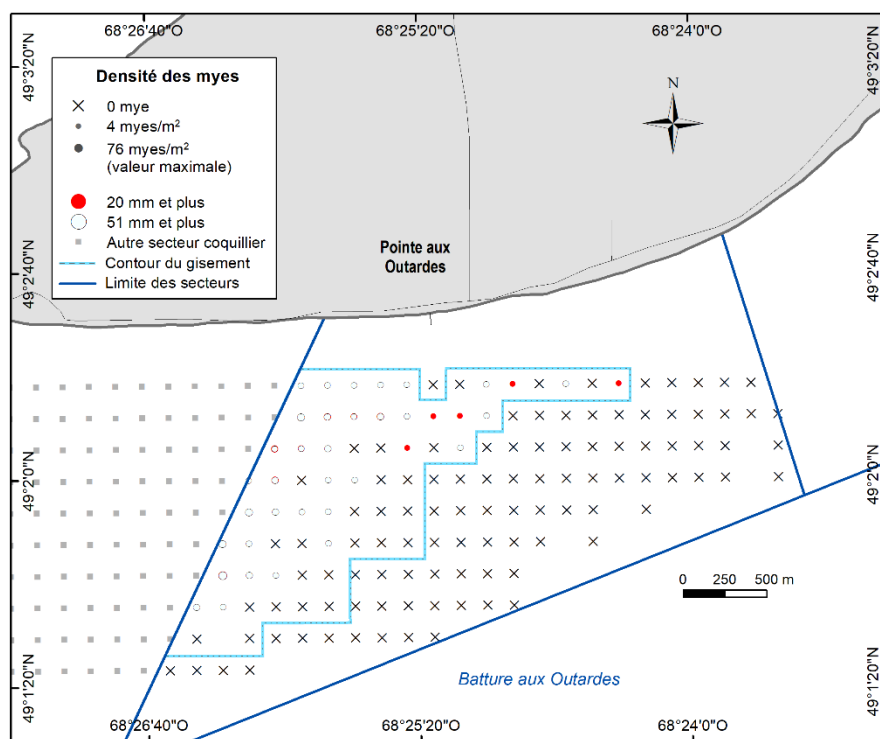 68°26'40"O 68°25'20"O 68°24'0"O
49°3'20"N 49°3'20"N
Densité des myes
0 mye
4 myes/m²
76 myes/m²
(valeur maximale)
20 mm et plus
51 mm et plus
Autre secteur coquillier
Contour du gisement
Limite des secteurs
N
Pointe aux
Outardes
49°2'40"N 49°2'40"N
49°2'0"N 49°2'0"N
0 250 500 m
Batture aux Outardes
49°1'20"N 49°1'20"N
68°26'40"O 68°25'20"O 68°24'0"O